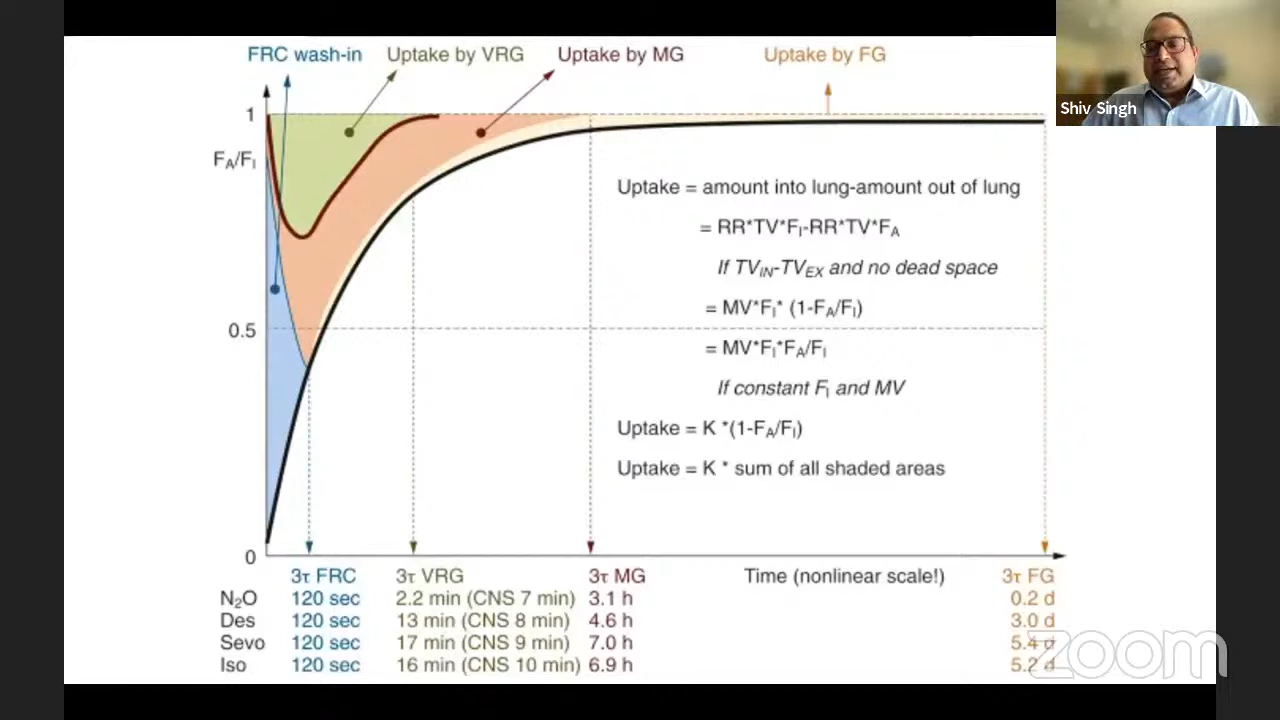 FRC wash-in Uptake by VRG Uptake by MG Uptake by FG
Shiv Singh
1
FA/FI
Uptake = amount into lung-amount out of lung
= RR*TV*FI-RR*TV*FA
If TVIN-TVEX and no dead space
= MV*FI* (1-FA/FI)
0.5
= MV*FI*FA/FI
If constant FI and MV
Uptake = K *(1-FA/FI)
Uptake = K * sum of all shaded areas
0
3τ FRC 3τ VRG 3τ MG Time (nonlinear scale!) 3τ FG
N2O 120 sec 2.2 min (CNS 7 min) 3.1 h 0.2 d
Des 120 sec 13 min (CNS 8 min) 4.6 h 3.0 d
Sevo 120 sec 17 min (CNS 9 min) 7.0 h 5.4 d
Iso 120 sec 16 min (CNS 10 min) 6.9 h 5.2 d
zoom